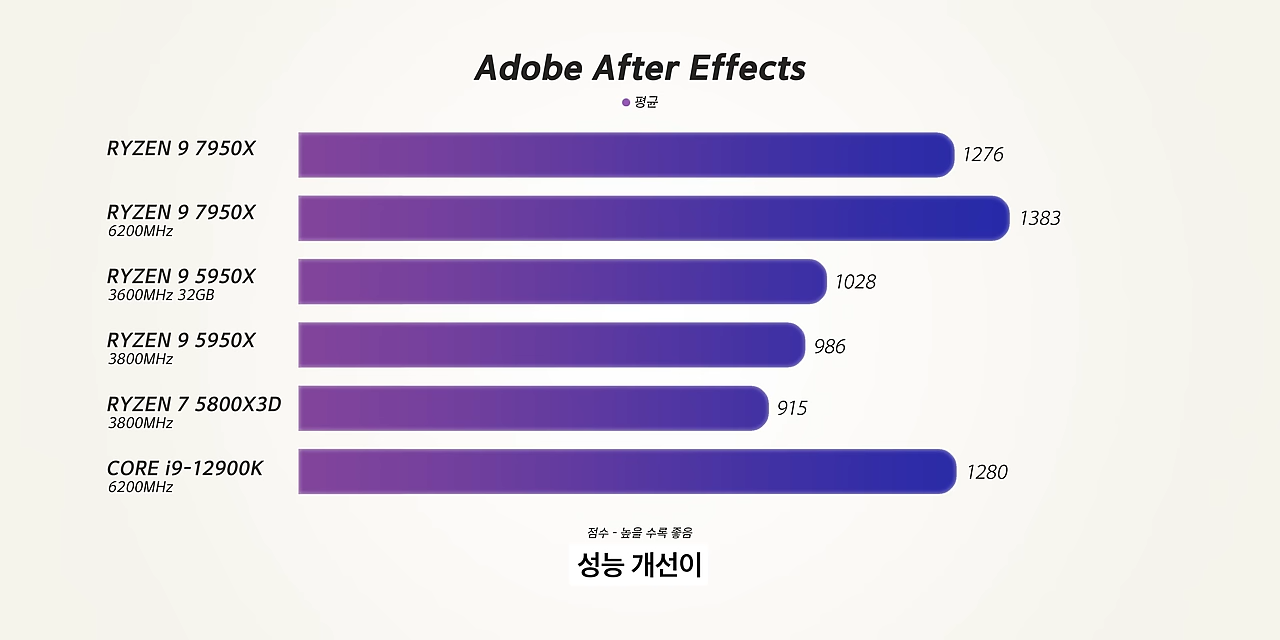 Adobe After Effects
평균
RYZEN 9 7950X
1276
RYZEN 9 7950X
6200MHz
1383
RYZEN 9 5950X
3600MHz 32GB
1028
RYZEN 9 5950X
3800MHz
986
RYZEN 7 5800X3D
3800MHz
915
CORE i9-12900K
6200MHz
1280
점수 - 높을 수록 좋음
성능 개선이